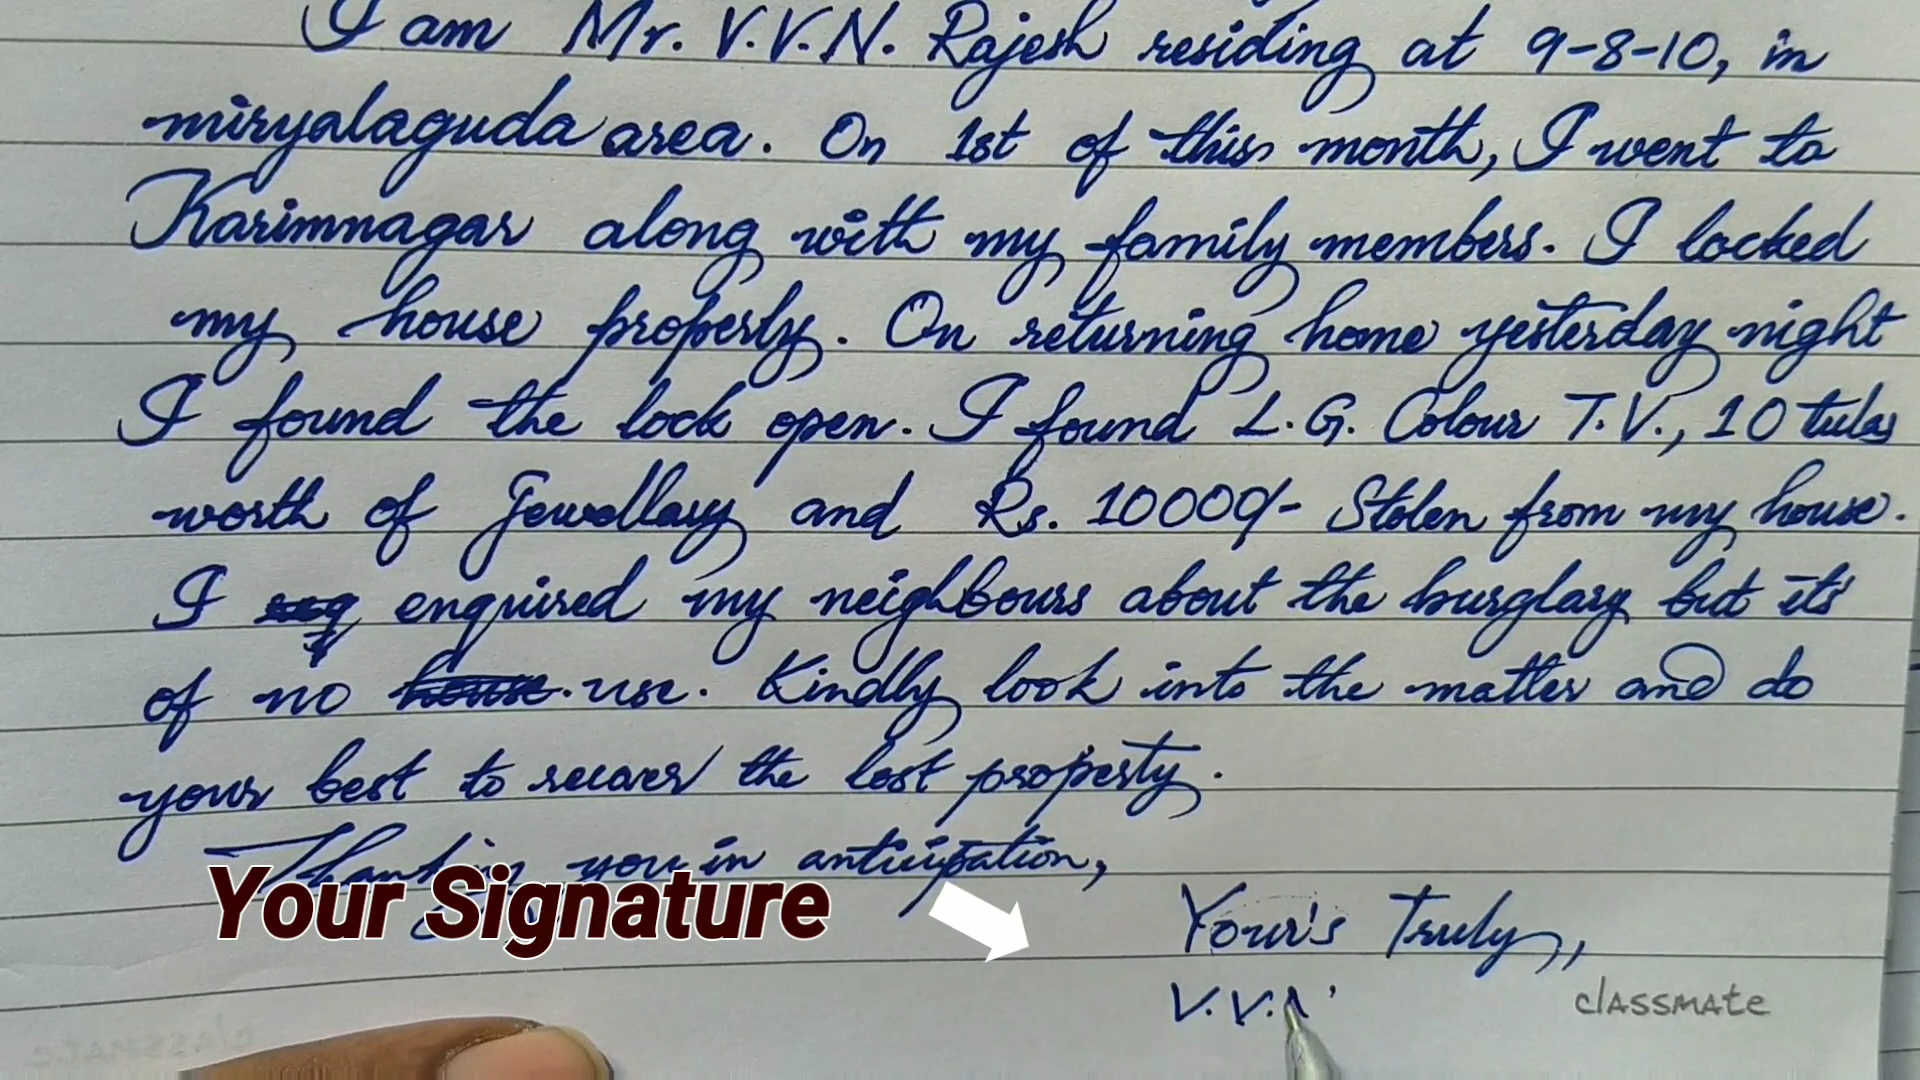 I am Mr. V.V.N. Rajesh residing at 9-8-10, in
miryalaguda area. On 1st of this month, I went to
Karimnagar along with my family members. I locked
my house properly. On returning home yesterday night
I found the lock open. I found L.G. Colour T.V., 10 tulas
worth of Jewellary and Rs. 10000/- Stolen from my house.
I enquired my neighbours about the burglary but its
of no house use. Kindly look into the matter and do
your best to recover the lost property.
Thanking you in anticipation,
Your Signature
Your's Truly,,
V.V.N
classmate